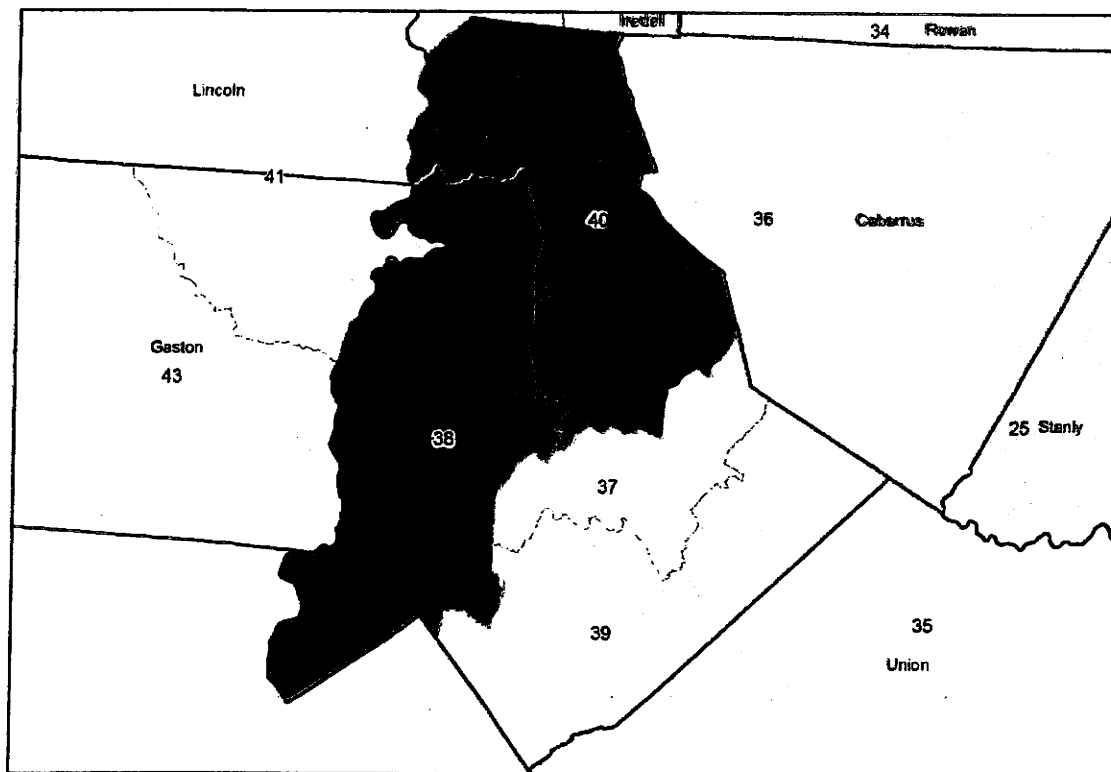 Iredell
34 Rowan
Lincoln
41
40
36 Cabarrus
Gaston
43
38
25 Stanly
37
39
35
Union